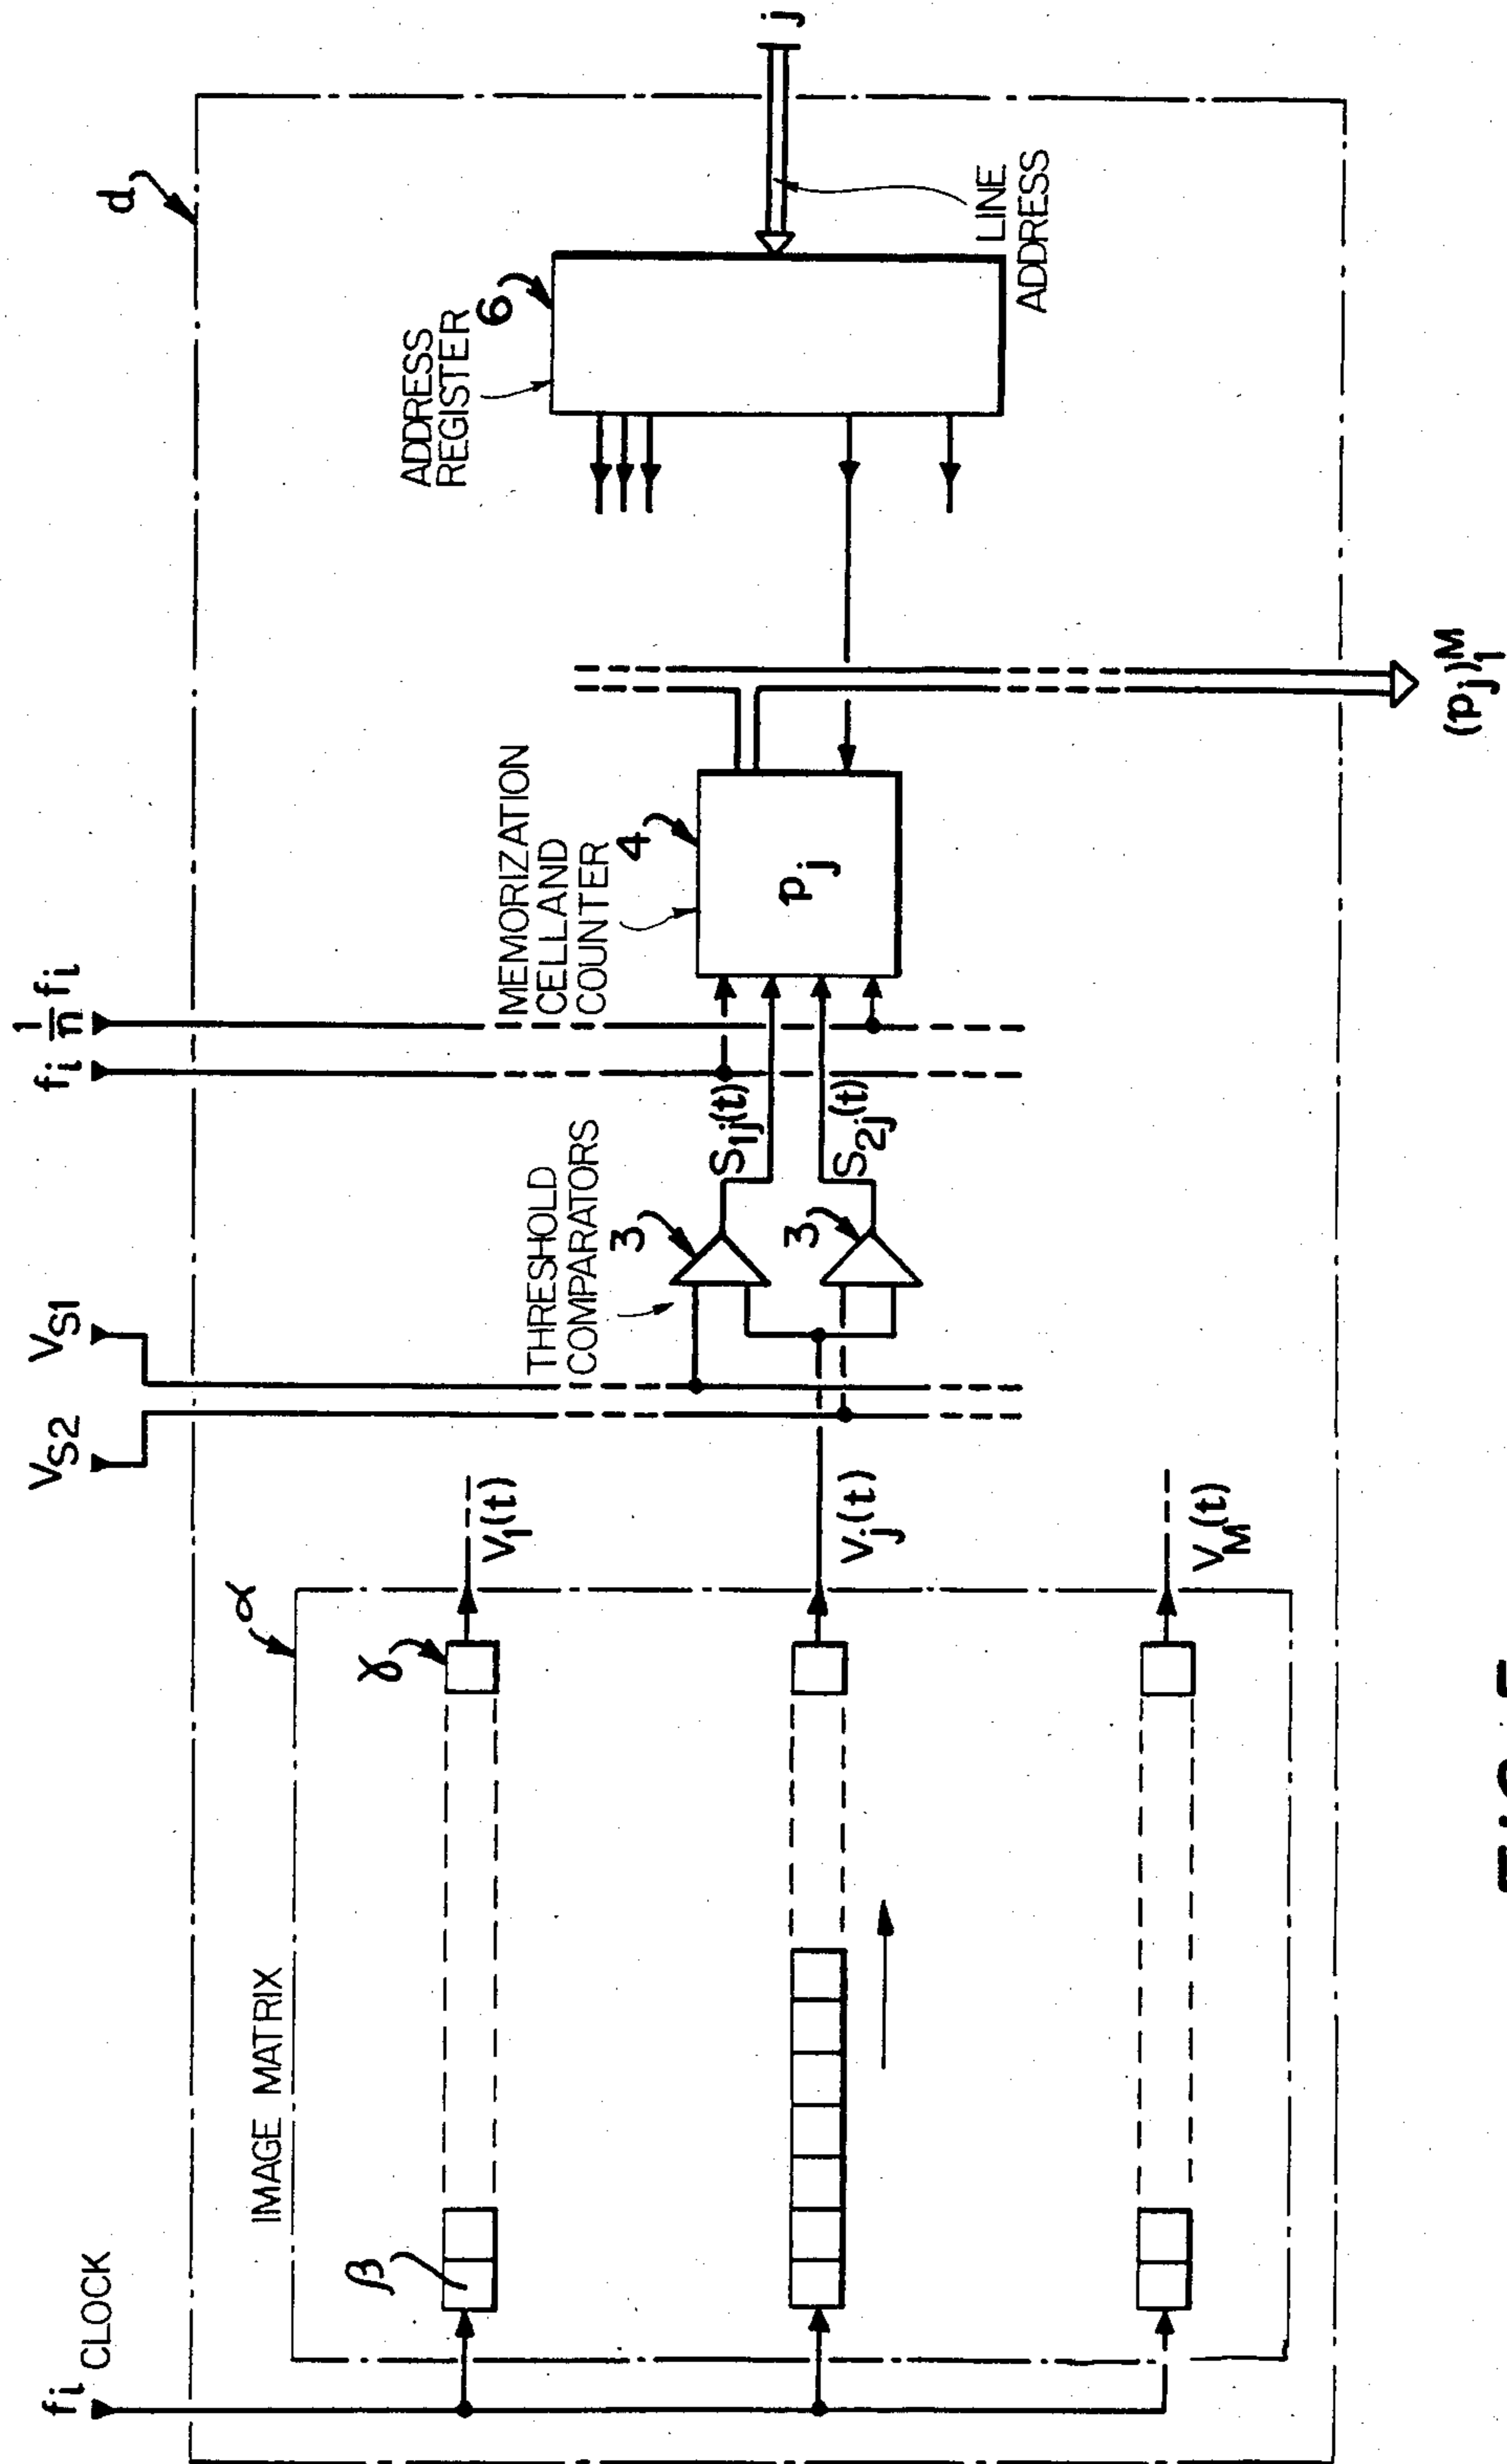 f_i CLOCK
V_S2
V_S1
f_i
1/n f_i
d
IMAGE MATRIX
α
β
γ
V_1(t)
V_j(t)
V_M(t)
THRESHOLD
COMPARATORS
3
3
S_1j(t)
S_2j(t)
MEMORIZATION
CELL AND
COUNTER
4
p_j
ADDRESS
REGISTER
6
LINE
ADDRESS
j
(p_j)_1^M